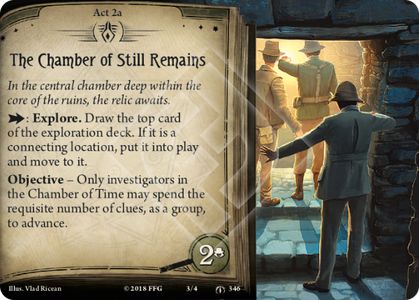 Act 2a
The Chamber of Still Remains
In the central chamber deep within the
core of the ruins, the relic awaits.
: Explore. Draw the top card
of the exploration deck. If it is a
connecting location, put it into play
and move to it.
Objective – Only investigators in
the Chamber of Time may spend the
requisite number of clues, as a group,
to advance.
2
Illus. Vlad Ricean
© 2018 FFG
3/4
346